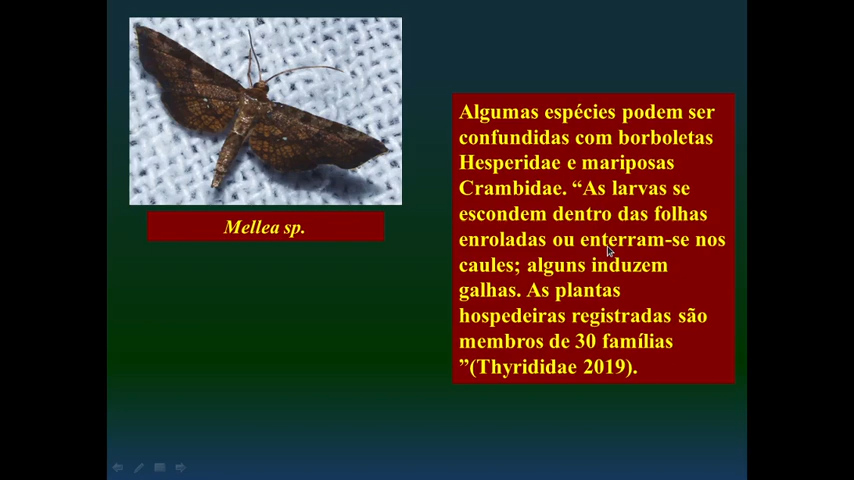 Mellea sp.
Algumas espécies podem ser
confundidas com borboletas
Hesperidae e mariposas
Crambidae. “As larvas se
escondem dentro das folhas
enroladas ou enterram-se nos
caules; alguns induzem
galhas. As plantas
hospedeiras registradas são
membros de 30 famílias
”(Thyrididae 2019).